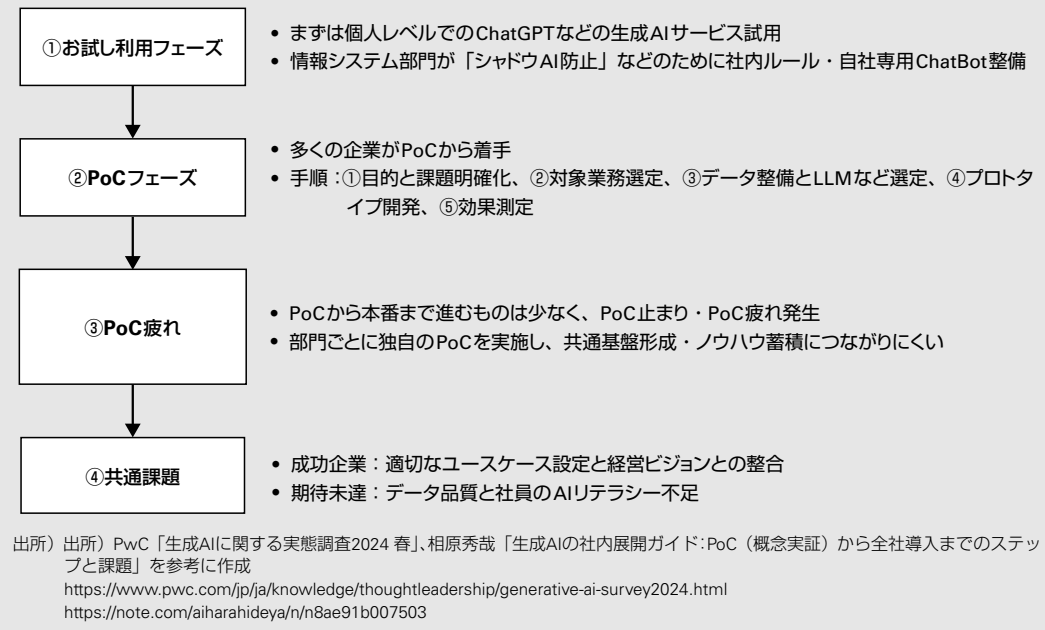 ①お試し利用フェーズ
• まずは個人レベルでのChatGPTなどの生成AIサービス試用
• 情報システム部門が「シャドウAI防止」などのために社内ルール・自社専用ChatBot整備
②PoCフェーズ
• 多くの企業がPoCから着手
• 手順：①目的と課題明確化、②対象業務選定、③データ整備とLLMなど選定、④プロトタ
イプ開発、⑤効果測定
③PoC疲れ
• PoCから本番まで進むものは少なく、PoC止まり・PoC疲れ発生
• 部門ごとに独自のPoCを実施し、共通基盤形成・ノウハウ蓄積につながりにくい
④共通課題
• 成功企業：適切なユースケース設定と経営ビジョンとの整合
• 期待未達：データ品質と社員のAIリテラシー不足
出所）出所）PwC「生成AIに関する実態調査2024 春」、相原秀哉「生成AIの社内展開ガイド：PoC（概念実証）から全社導入までのステッ
プと課題」を参考に作成
https://www.pwc.com/jp/ja/knowledge/thoughtleadership/generative-ai-survey2024.html
https://note.com/aiharahideya/n/n8ae91b007503